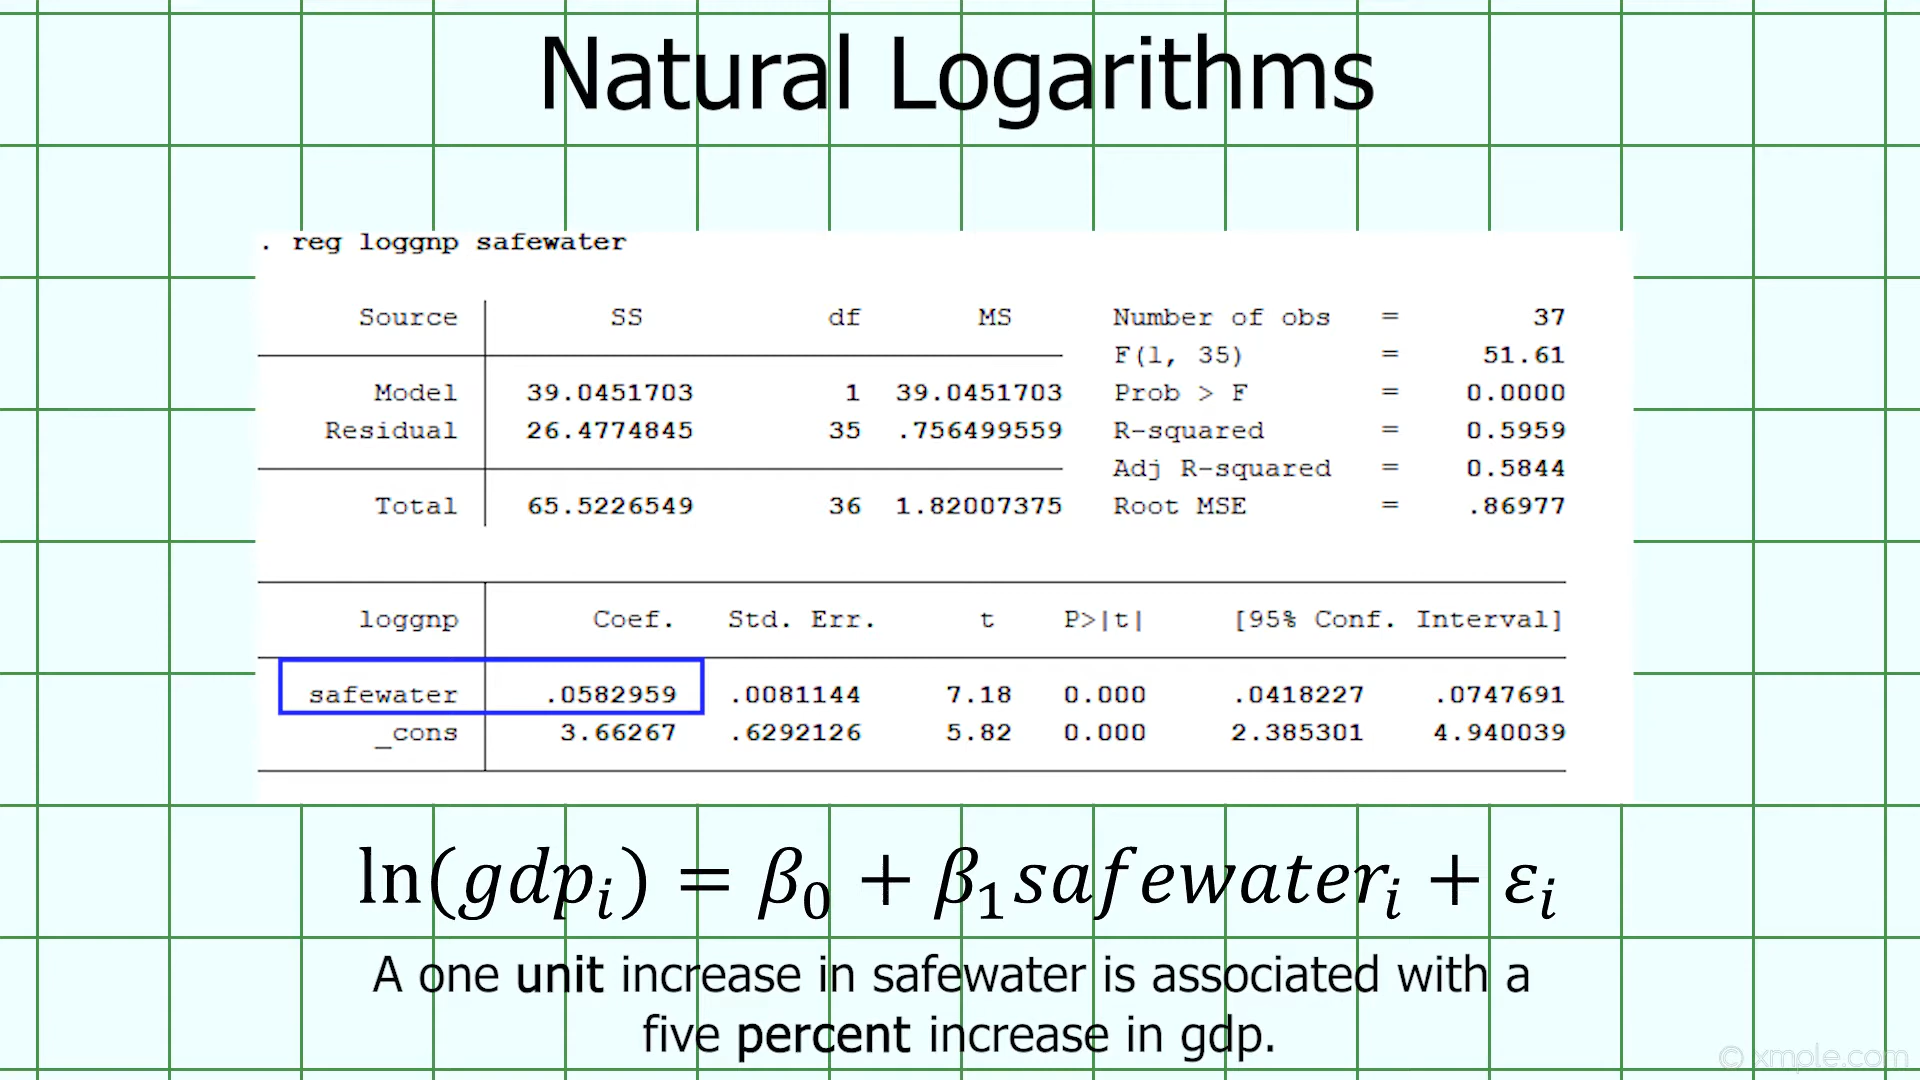 Natural Logarithms
. reg loggnp safewater
Source SS df MS Number of obs = 37
F(1, 35) = 51.61
Model 39.0451703 1 39.0451703 Prob > F = 0.0000
Residual 26.4774845 35 .756499559 R-squared = 0.5959
Adj R-squared = 0.5844
Total 65.5226549 36 1.82007375 Root MSE = .86977
loggnp Coef. Std. Err. t P>|t| [95% Conf. Interval]
safewater .0582959 .0081144 7.18 0.000 .0418227 .0747691
_cons 3.66267 .6292126 5.82 0.000 2.385301 4.940039
ln(gdpᵢ) = β₀ + β₁safewaterᵢ + εᵢ
A one unit increase in safewater is associated with a
five percent increase in gdp.
© xmple.com